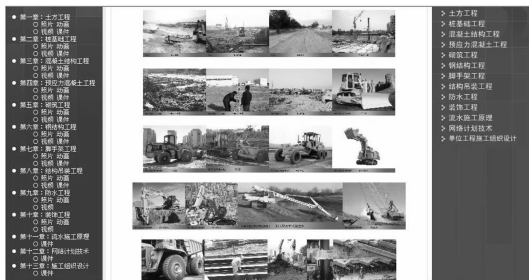 第一章：土方工程
照片 动画
视频 课件
第二章：桩基础工程
照片 动画
视频 课件
第三章：混凝土结构工程
照片 动画
视频 课件
第四章：预应力混凝土工程
照片 动画
视频 课件
第五章：砌筑工程
照片 动画
视频 课件
第六章：钢结构工程
照片 动画
视频 课件
第七章：脚手架工程
照片 动画
视频 课件
第八章：结构吊装工程
照片 动画
视频 课件
第九章：防水工程
照片 动画
视频
第十章：装饰工程
照片 动画
视频 课件
第十一章：流水施工原理
课件
第十二章：网络计划技术
课件
第十三章：施工组织设计
课件
> 土方工程
> 桩基础工程
> 混凝土结构工程
> 预应力混凝土工程
> 砌筑工程
> 钢结构工程
> 脚手架工程
> 结构吊装工程
> 防水工程
> 装饰工程
> 流水施工原理
> 网络计划技术
> 单位工程施工组织设计